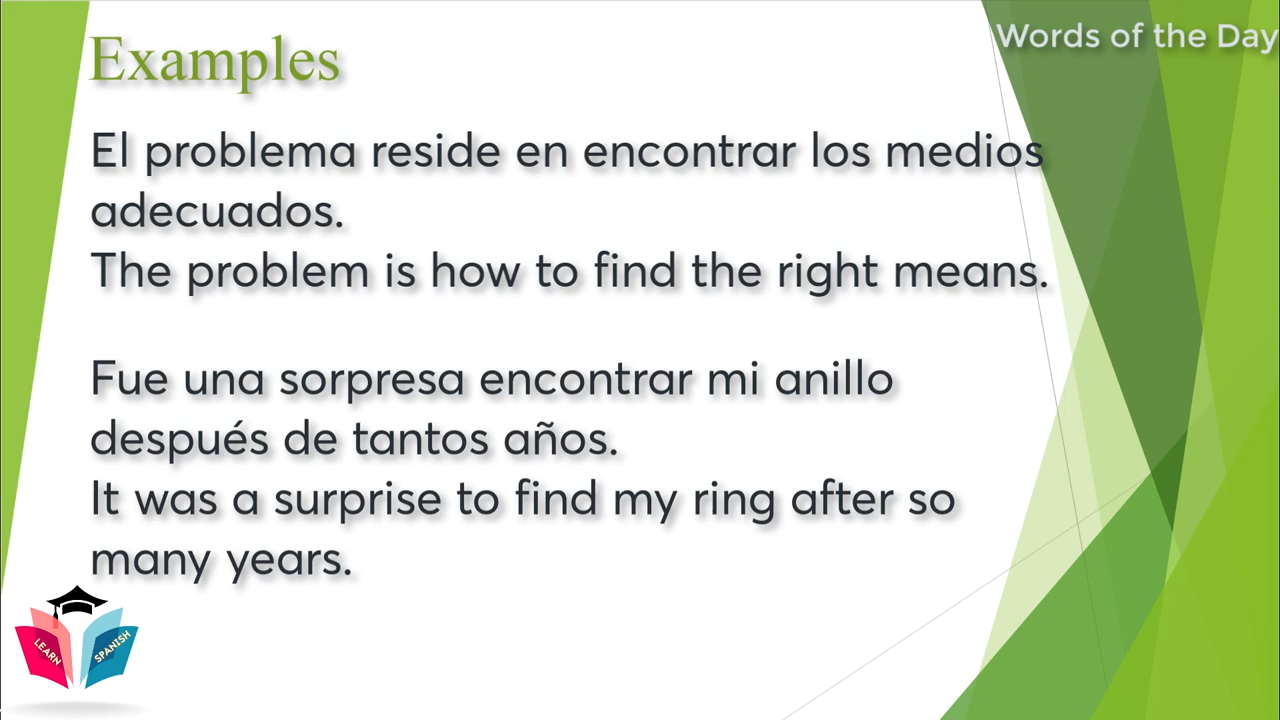 Words of the Day
Examples
El problema reside en encontrar los medios
adecuados.
The problem is how to find the right means.
Fue una sorpresa encontrar mi anillo
después de tantos años.
It was a surprise to find my ring after so
many years.
LEARN
SPANISH